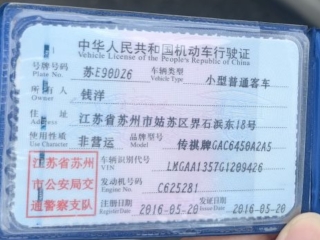 中华人民共和国机动车行驶证
Vehicle License of the People's Republic of China
号牌号码 苏E90DZ6 车辆类型 小型普通客车
Plate No. Vehicle Type
所有人 钱洋
Owner
住址 江苏省苏州市姑苏区界石浜东18号
Address
使用性质 非营运 品牌型号 传祺牌GAC6450A2A5
Use Character Model
江苏省苏州 车辆识别代号 LMGAA1357G1209426
VIN
市公安局交 发动机号码 C625281
Engine No.
通警察支队 注册日期 2016-05-20 发证日期 2016-05-20
Register Date Issue Date